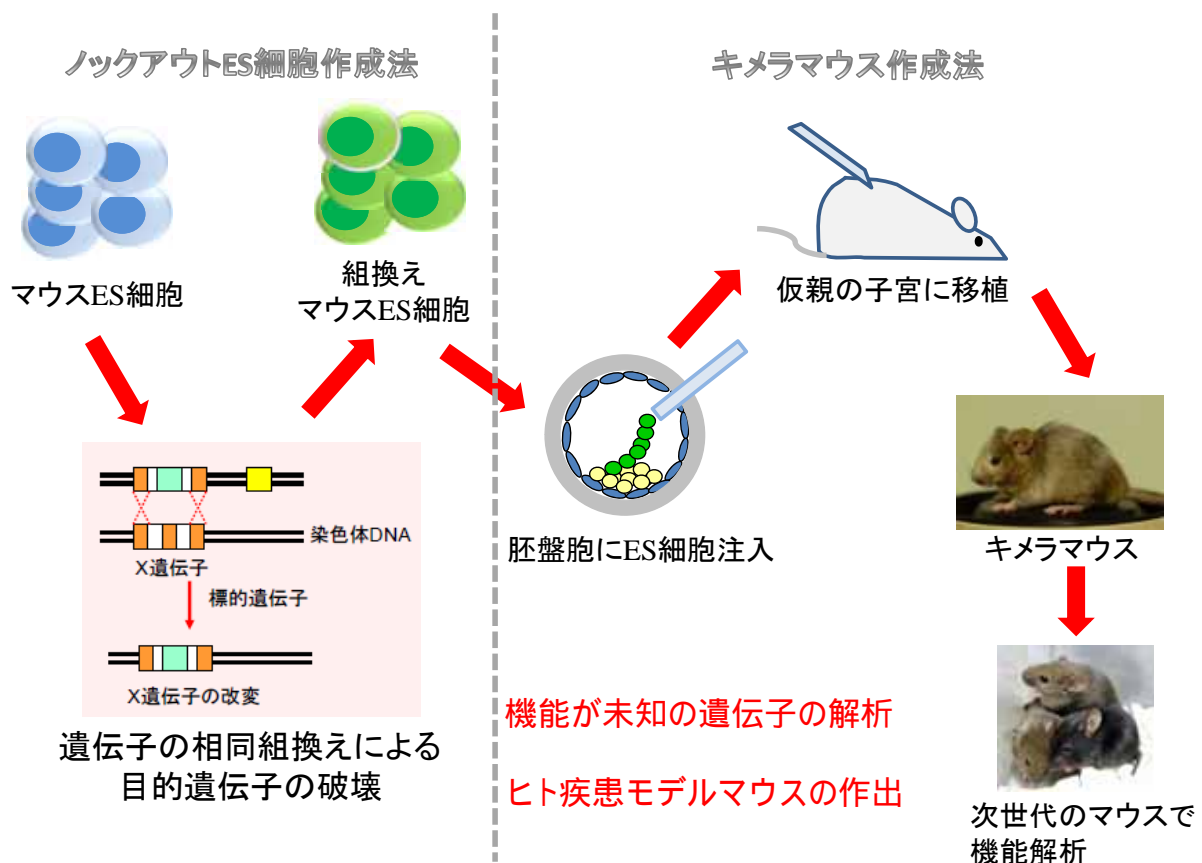 ノックアウトES細胞作成法
マウスES細胞
組換え
マウスES細胞
染色体DNA
X遺伝子
標的遺伝子
X遺伝子の改変
遺伝子の相同組換えによる
目的遺伝子の破壊
キメラマウス作成法
仮親の子宮に移植
胚盤胞にES細胞注入
キメラマウス
機能が未知の遺伝子の解析
ヒト疾患モデルマウスの作出
次世代のマウスで
機能解析